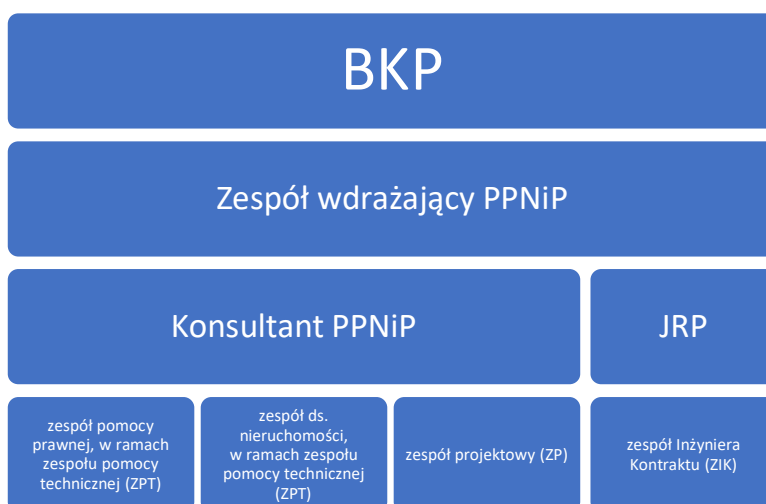 BKP
Zespół wdrażający PPNiP
Konsultant PPNiP
JRP
zespół pomocy
prawnej, w ramach
zespołu pomocy
technicznej (ZPT)
zespół ds.
nieruchomości,
w ramach zespołu
pomocy technicznej
(ZPT)
zespół projektowy (ZP)
zespół Inżyniera
Kontraktu (ZIK)